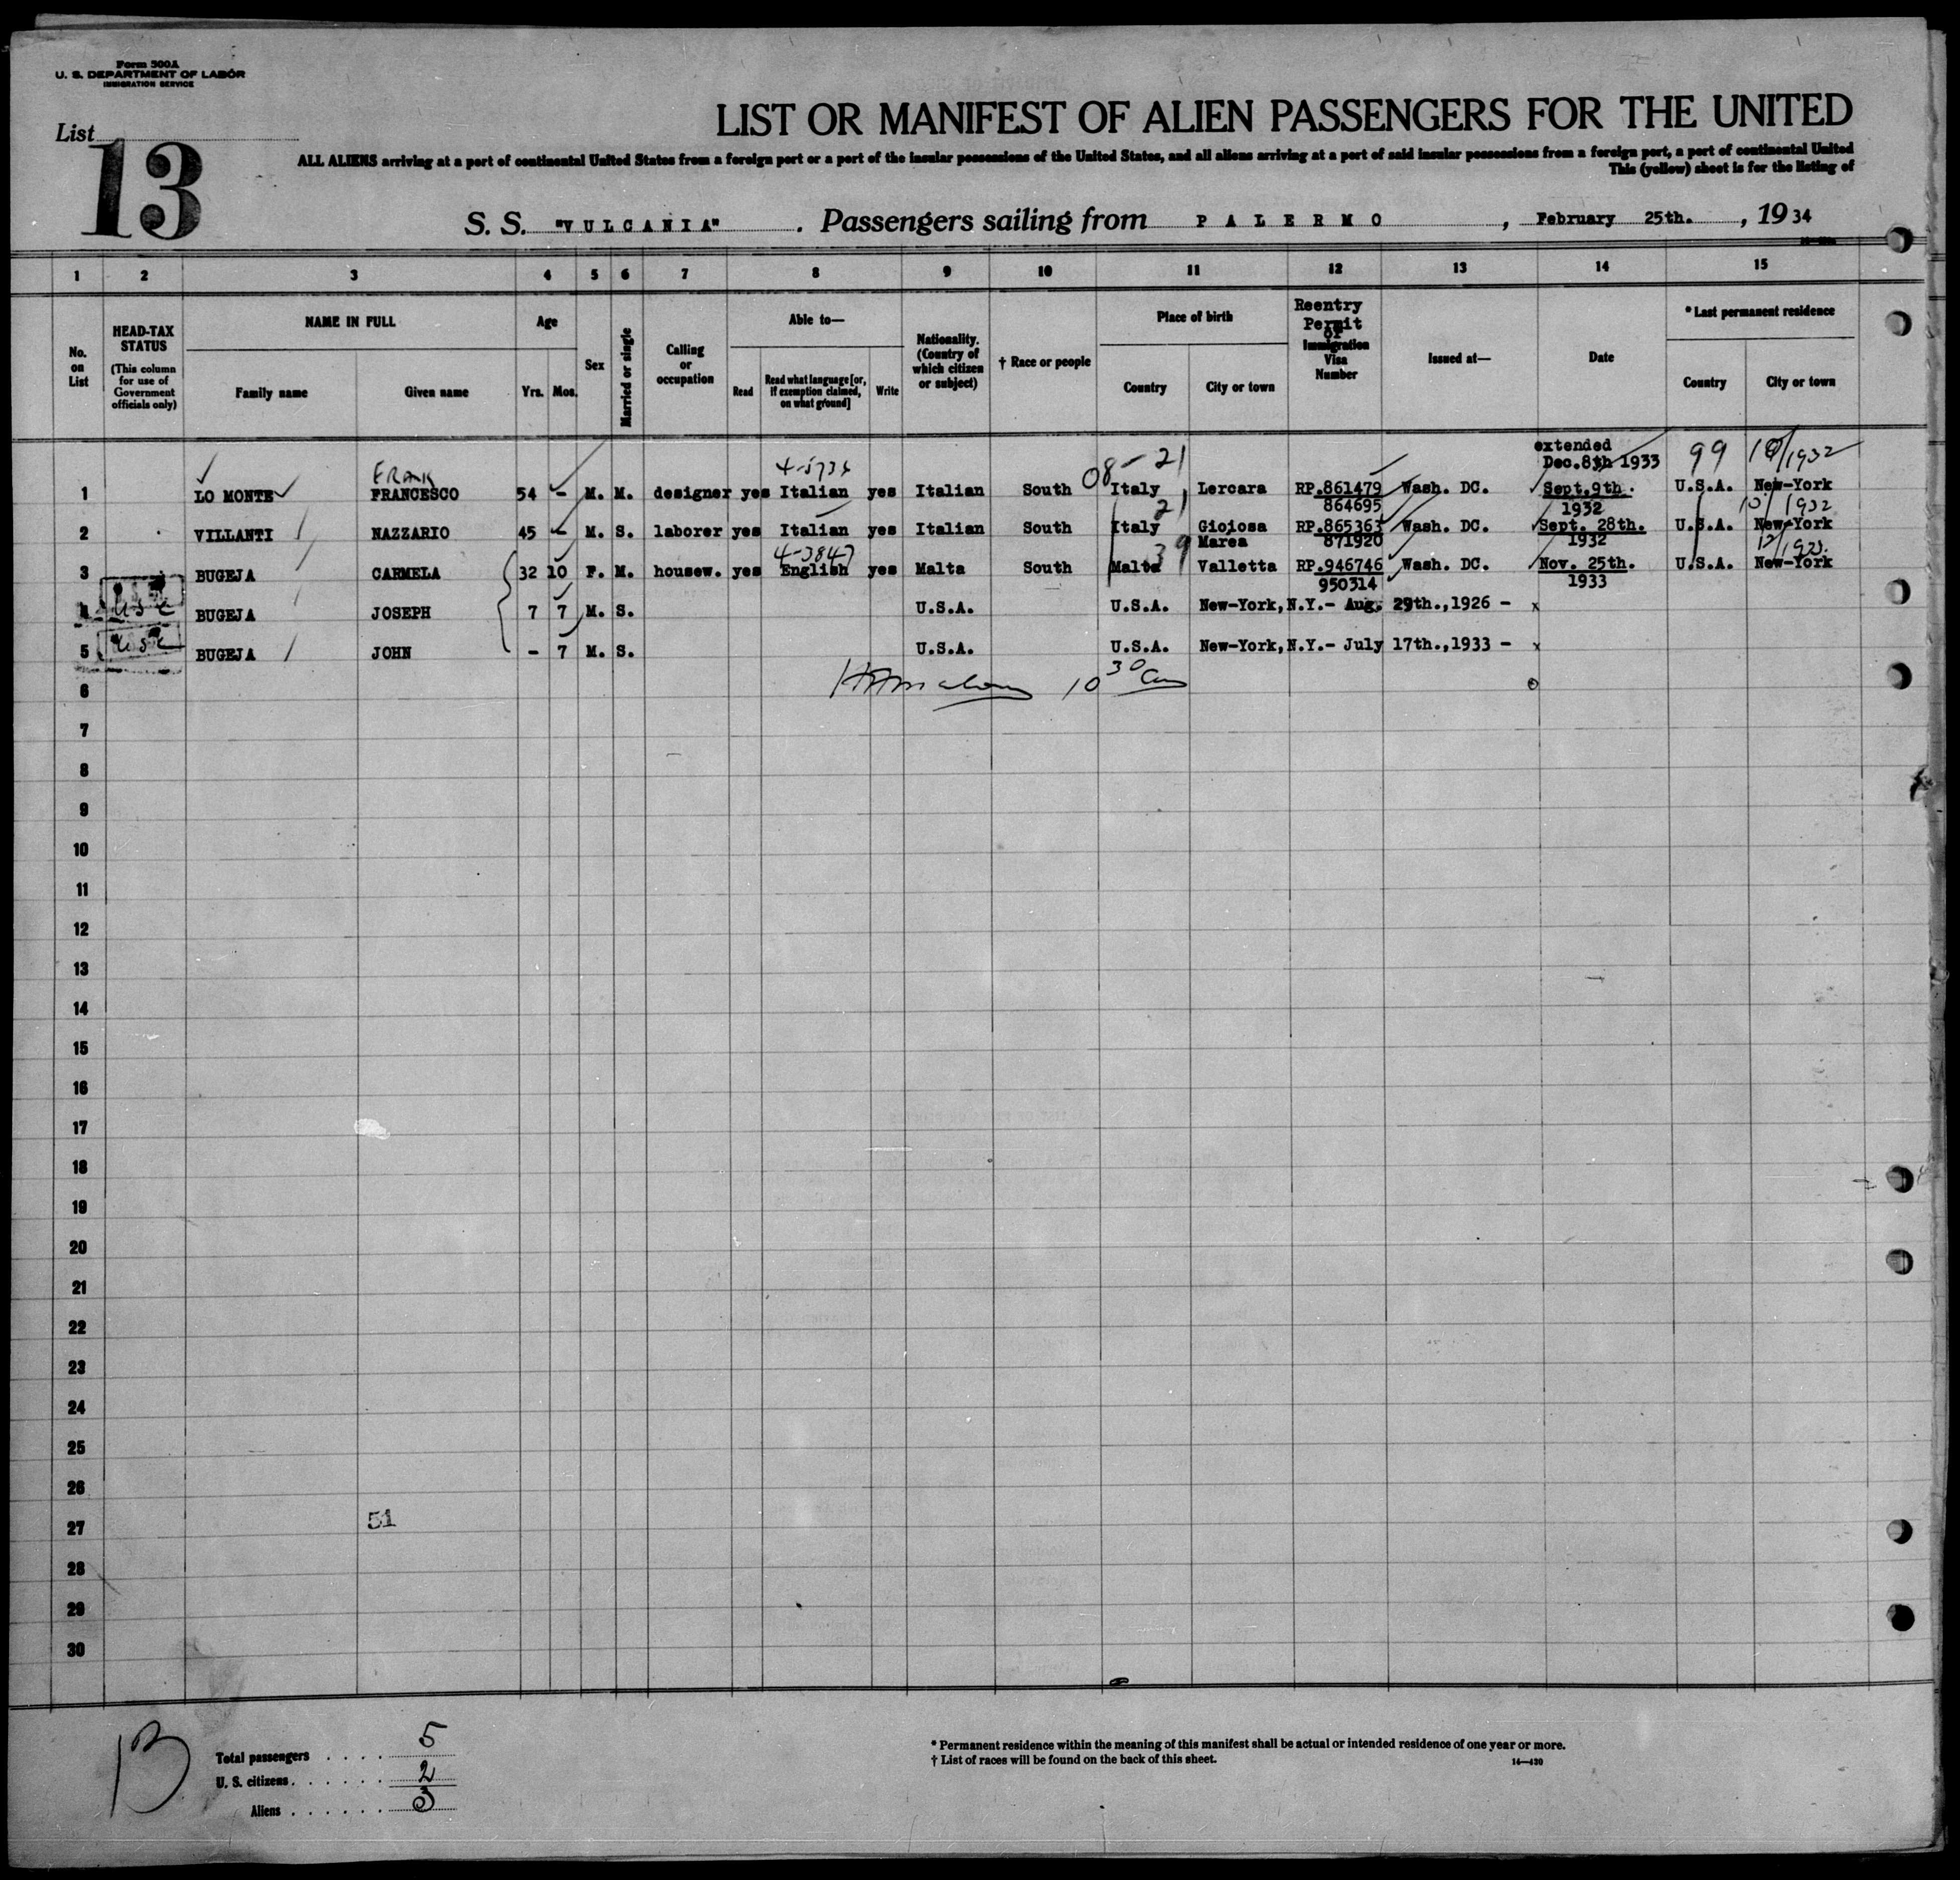 Form 500A
U. S. DEPARTMENT OF LABOR
IMMIGRATION SERVICE
List
13
LIST OR MANIFEST OF ALIEN PASSENGERS FOR THE UNITED
ALL ALIENS arriving at a port of continental United States from a foreign port or a port of the insular possessions of the United States, and all aliens arriving at a port of said insular possessions from a foreign port, a port of continental United
This (yellow) sheet is for the listing of
S. S. "VULCANIA". Passengers sailing from PALERMO, February 25th., 1934
1 2 3 4 5 6 7 8 9 10 11 12 13 14 15
No. on List
HEAD-TAX STATUS
(This column for use of Government officials only)
NAME IN FULL
Family name Given name
Age
Yrs. Mos.
Sex
Married or single
Calling or occupation
Able to—
Read
Read what language [or, if exemption claimed, on what ground]
Write
Nationality. (Country of which citizen or subject)
† Race or people
Place of birth
Country City or town
Reentry Permit or
Immigration Visa Number
Issued at—
Date
* Last permanent residence
Country City or town
extended
Dec.8th 1933 99 10/1932
FRANK 08-21
1 LO MONTE FRANCESCO 54 - M. M. designer yes Italian yes Italian South Italy Lercara RP.861479 Wash. DC. Sept.9th. U.S.A. New-York
864695 1932
21 10/1932
2 VILLANTI NAZZARIO 45 - M. S. laborer yes Italian yes Italian South Italy Gioiosa RP.865363 Wash. DC. Sept. 28th. U.S.A. New-York
Marea 871920 1932
4-3847 39 12/1933.
3 BUGEJA CARMELA 32 10 F. M. housew. yes English yes Malta South Malta Valletta RP.946746 Wash. DC. Nov. 25th. U.S.A. New-York
950314 1933
4 BUGEJA JOSEPH 7 7 M. S. U.S.A. U.S.A. New-York, N.Y.- Aug. 29th.,1926 - x
5 BUGEJA JOHN - 7 M. S. U.S.A. U.S.A. New-York, N.Y.- July 17th.,1933 - x
6 10 30 am
7
8
9
10
11
12
13
14
15
16
17
18
19
20
21
22
23
24
25
26
27 51
28
29
30
13
Total passengers . . . . 5
U. S. citizens . . . . . . 2
Aliens . . . . . . 3
* Permanent residence within the meaning of this manifest shall be actual or intended residence of one year or more.
† List of races will be found on the back of this sheet. 14—420